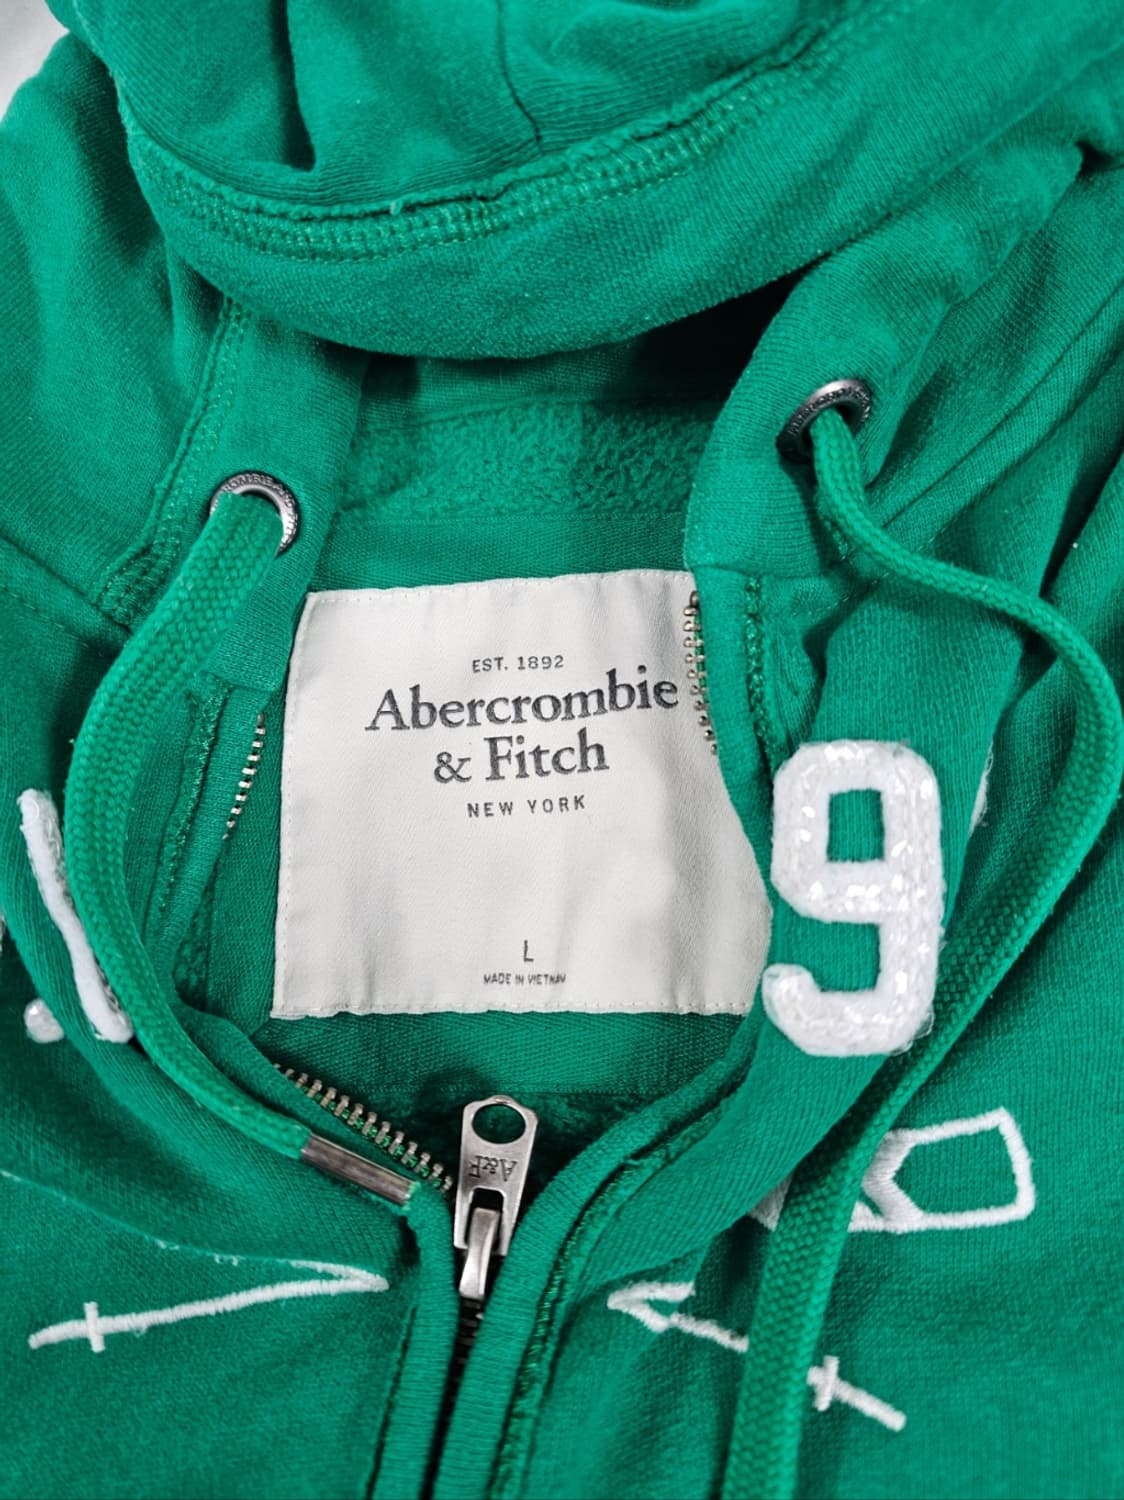 EST. 1892
Abercrombie
& Fitch
NEW YORK
L
MADE IN VIETNAM
9
A&F